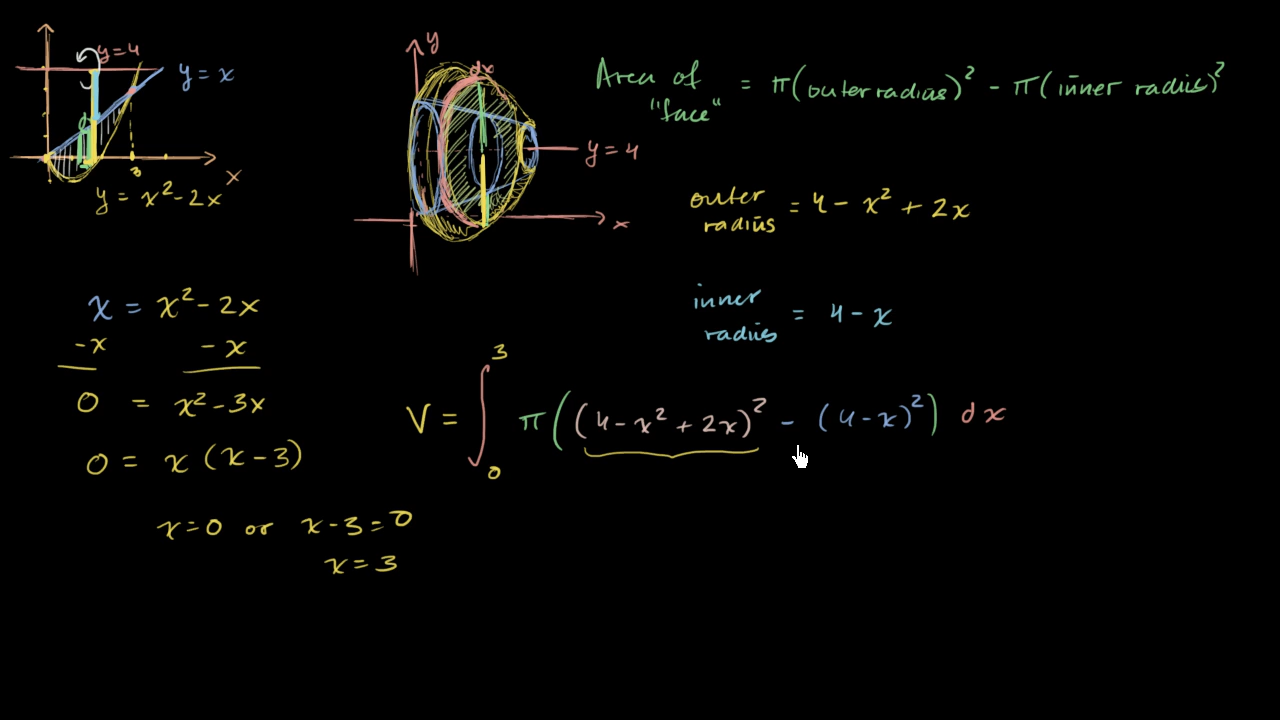 y=4
y = x
x
3
y = x²-2x
y
dx
y = 4
x
Area of "face" = π(outer radius)² - π(inner radius)²
outer radius = 4 - x² + 2x
inner radius = 4 - x
x = x²-2x
-x -x
0 = x²-3x
0 = x (x-3)
x=0 or x-3=0
x=3
V = ∫₀³ π((4-x²+2x)² - (4-x)²) dx